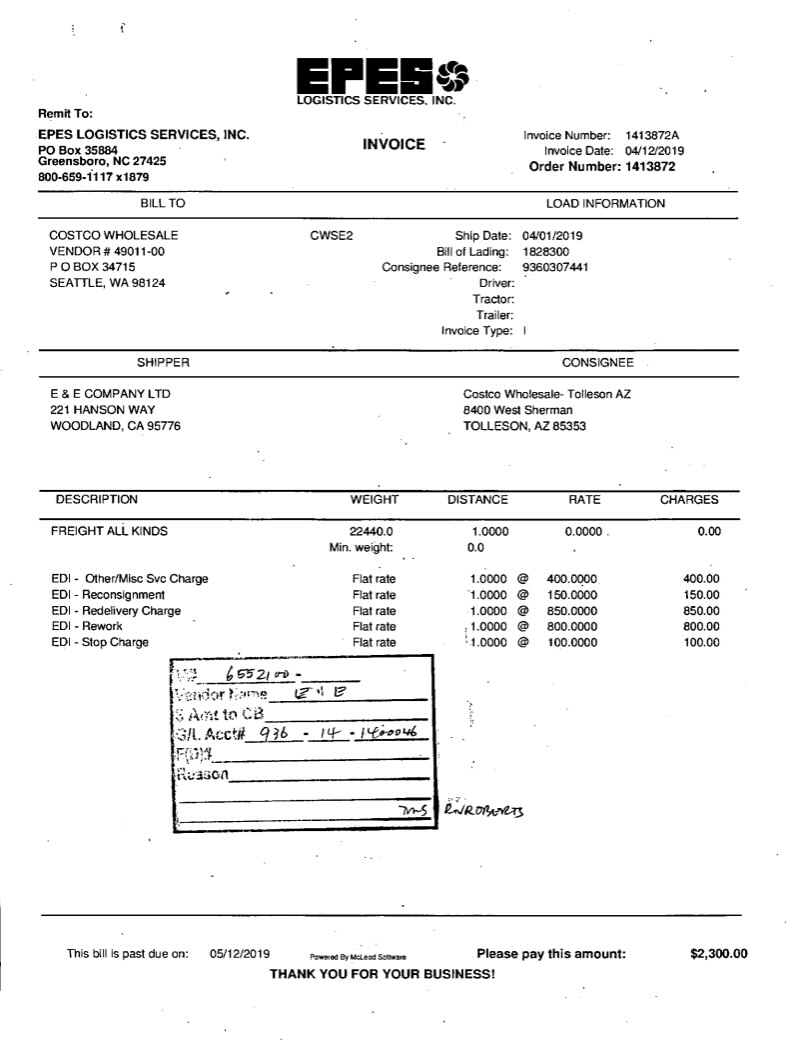 EPES
LOGISTICS SERVICES, INC.
Remit To:
EPES LOGISTICS SERVICES, INC.
PO Box 35884
Greensboro, NC 27425
800-659-1117 x1879
INVOICE
Invoice Number: 1413872A
Invoice Date: 04/12/2019
Order Number: 1413872
BILL TO LOAD INFORMATION
COSTCO WHOLESALE CWSE2 Ship Date: 04/01/2019
VENDOR # 49011-00 Bill of Lading: 1828300
P O BOX 34715 Consignee Reference: 9360307441
SEATTLE, WA 98124 Driver:
Tractor:
Trailer:
Invoice Type: I
SHIPPER CONSIGNEE
E & E COMPANY LTD Costco Wholesale- Tolleson AZ
221 HANSON WAY 8400 West Sherman
WOODLAND, CA 95776 TOLLESON, AZ 85353
DESCRIPTION WEIGHT DISTANCE RATE CHARGES
FREIGHT ALL KINDS 22440.0 1.0000 0.0000 0.00
Min. weight: 0.0
EDI - Other/Misc Svc Charge Flat rate 1.0000 @ 400.0000 400.00
EDI - Reconsignment Flat rate 1.0000 @ 150.0000 150.00
EDI - Redelivery Charge Flat rate 1.0000 @ 850.0000 850.00
EDI - Rework Flat rate 1.0000 @ 800.0000 800.00
EDI - Stop Charge Flat rate 1.0000 @ 100.0000 100.00
6552100 -
Vendor Name E & E
$ Amt to CB
G/L Acct# 936 - 14 - 1400046
Reason
RNROBERTS
This bill is past due on: 05/12/2019 Powered By McLeod Software Please pay this amount: $2,300.00
THANK YOU FOR YOUR BUSINESS!